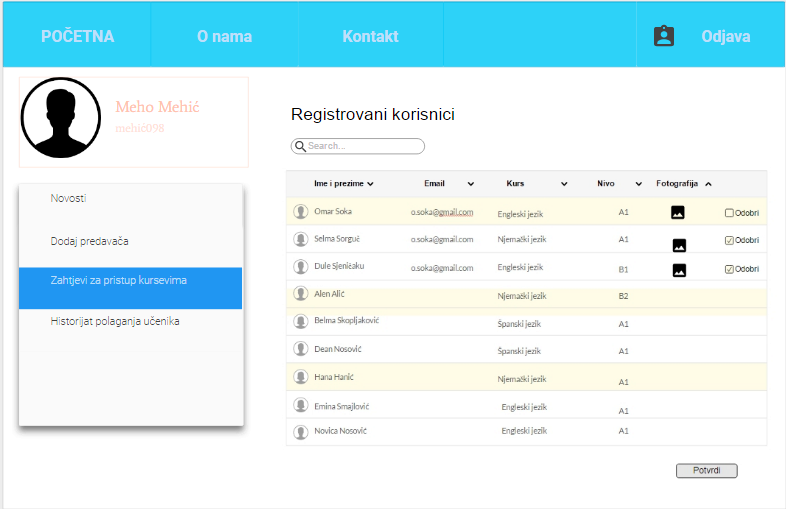 POČETNA O nama Kontakt Odjava
Meho Mehić
mehić098
Novosti
Dodaj predavača
Zahtjevi za pristup kursevima
Historijat polaganja učenika
Registrovani korisnici
Search...
Ime i prezime Email Kurs Nivo Fotografija
Omar Soka o.soka@gmail.com Engleski jezik A1 Odobri
Selma Sorguč o.soka@gmail.com Njemaški jezik A1 Odobri
Dule Sjeničaku o.soka@gmail.com Engleski jezik B1 Odobri
Alen Alić Njemaški jezik B2
Belma Skopljaković Španski jezik A1
Dean Nosović Španski jezik A1
Hana Hanić Njemaški jezik A1
Emina Smajlović Engleski jezik A1
Novica Nosović Engleski jezik A1
Potvrdi